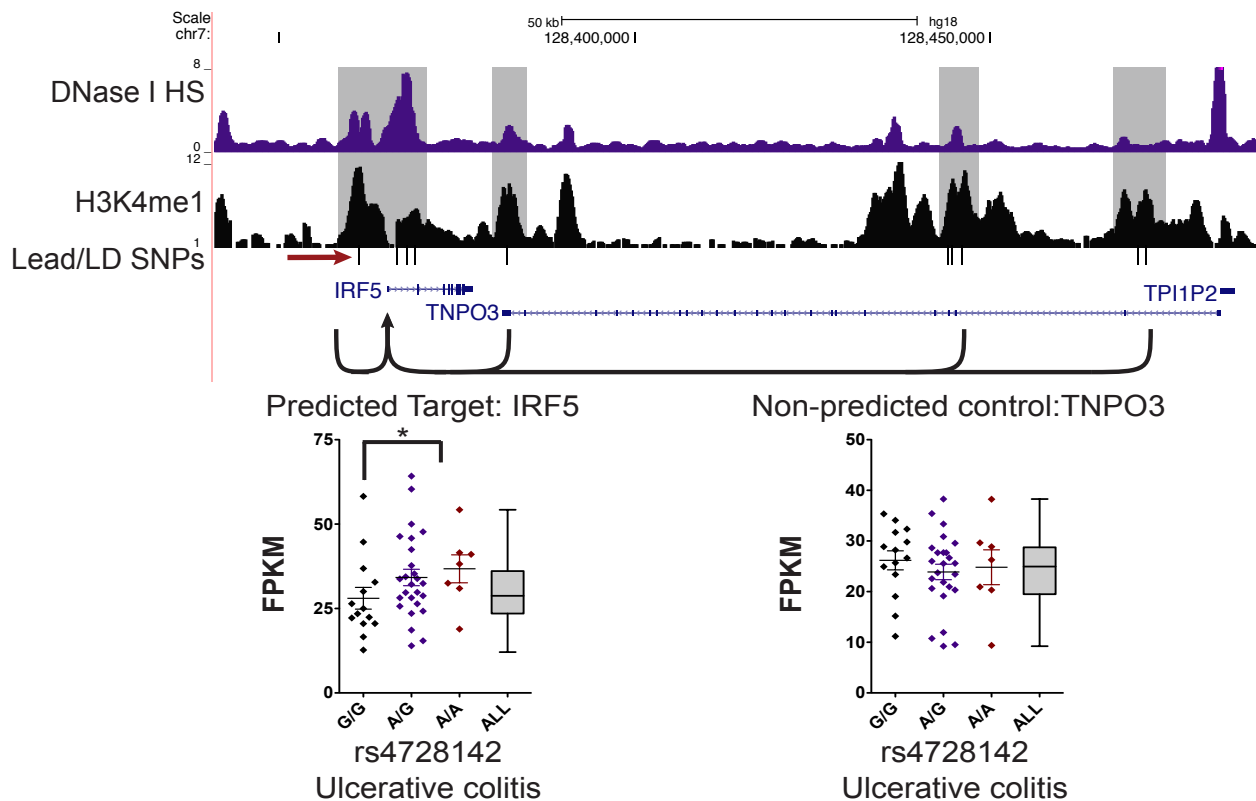 Scale
50 kb
hg18
chr7:
128,400,000
128,450,000
8
DNase I HS
0
12
H3K4me1
1
Lead/LD SNPs
IRF5
TPI1P2
TNPO3
Predicted Target: IRF5
Non-predicted control:TNPO3
*
75
50
25
0
FPKM
G/G
A/G
A/A
ALL
rs4728142
Ulcerative colitis
50
40
30
20
10
0
FPKM
G/G
A/G
A/A
ALL
rs4728142
Ulcerative colitis